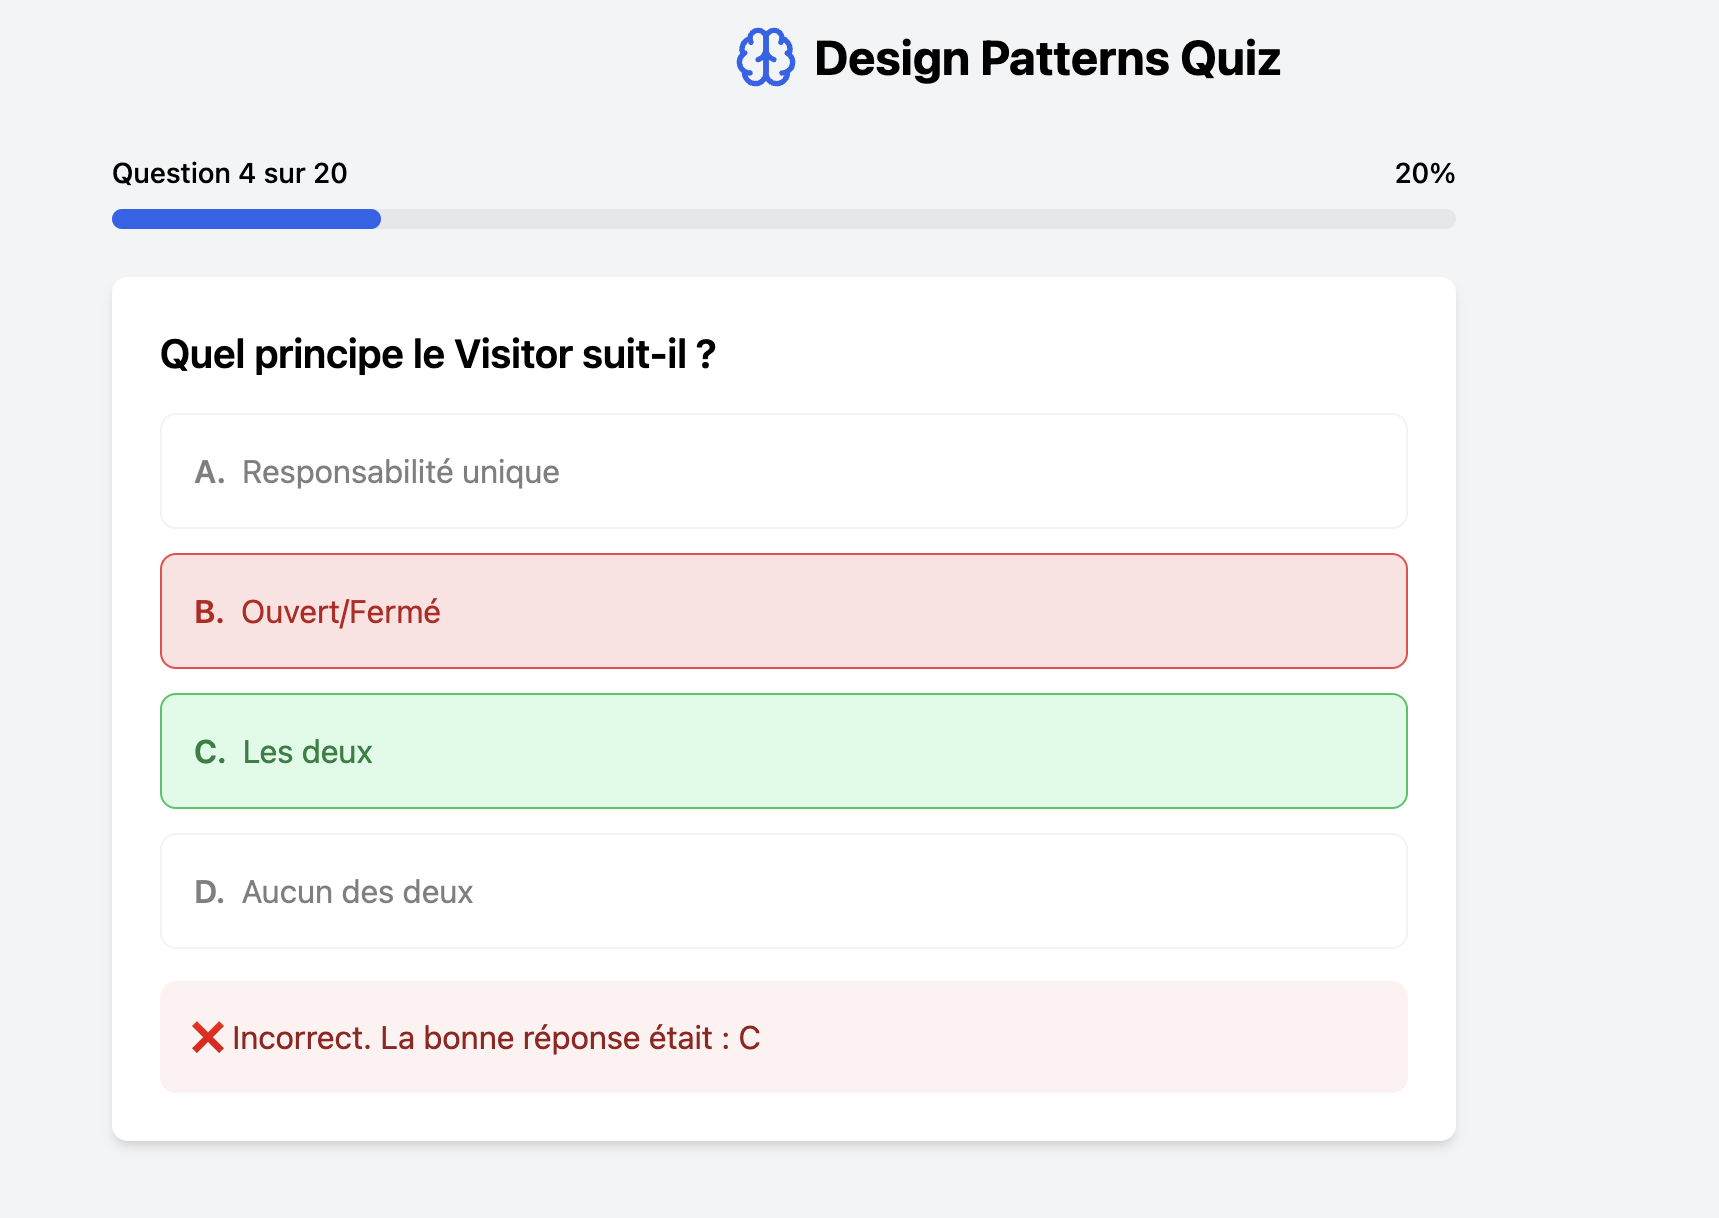 Design Patterns Quiz
Question 4 sur 20
20%
Quel principe le Visitor suit-il ?
A. Responsabilité unique
B. Ouvert/Fermé
C. Les deux
D. Aucun des deux
❌ Incorrect. La bonne réponse était : C